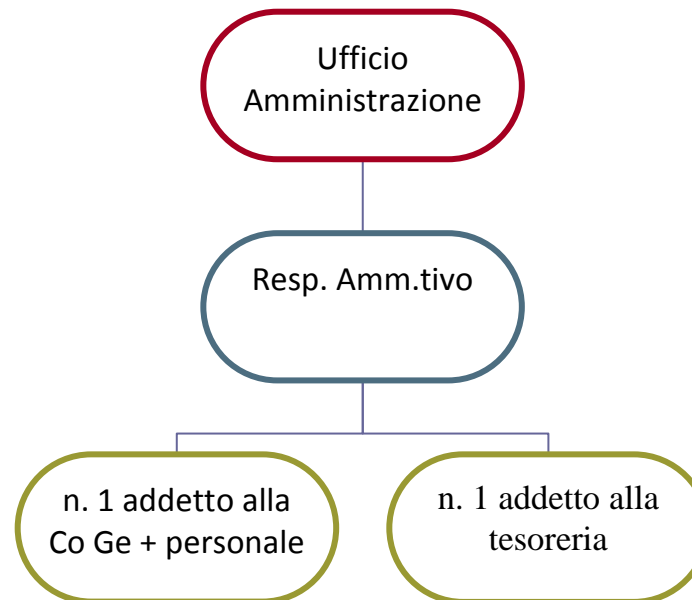 Ufficio
Amministrazione
Resp. Amm.tivo
n. 1 addetto alla
Co Ge + personale
n. 1 addetto alla
tesoreria